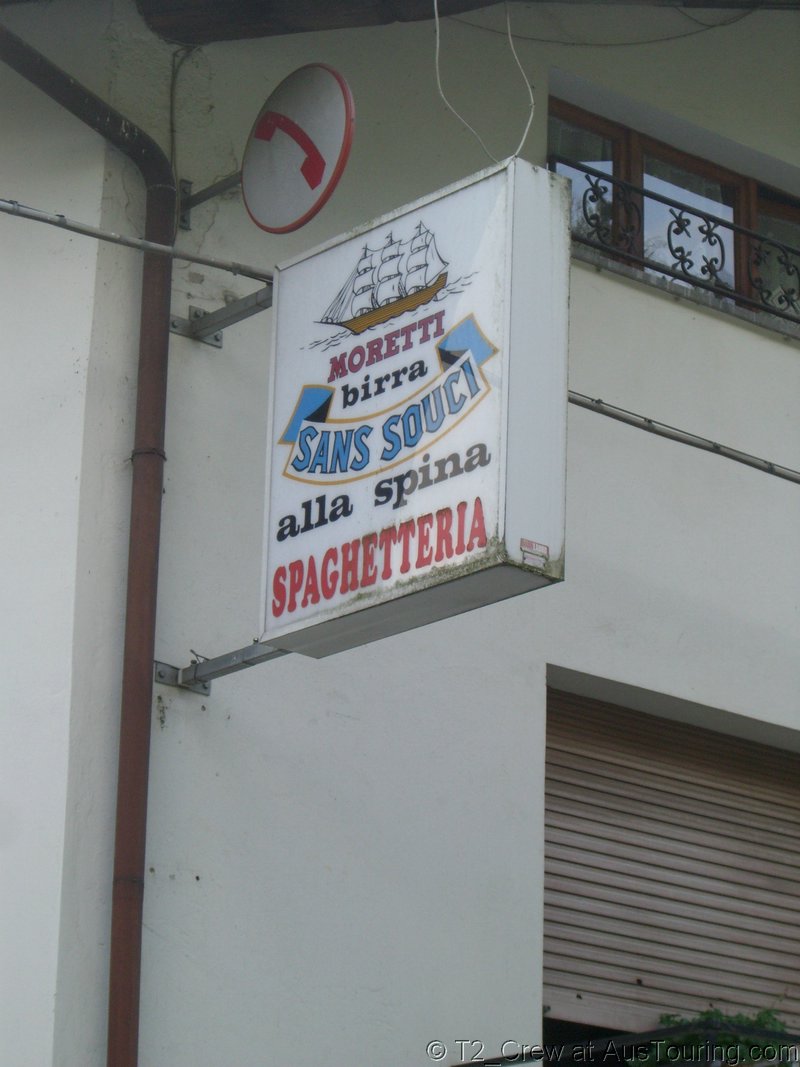 MORETTI
birra
SANS SOUCI
alla spina
SPAGHETTERIA
© T2_Crew at AusTouring.com